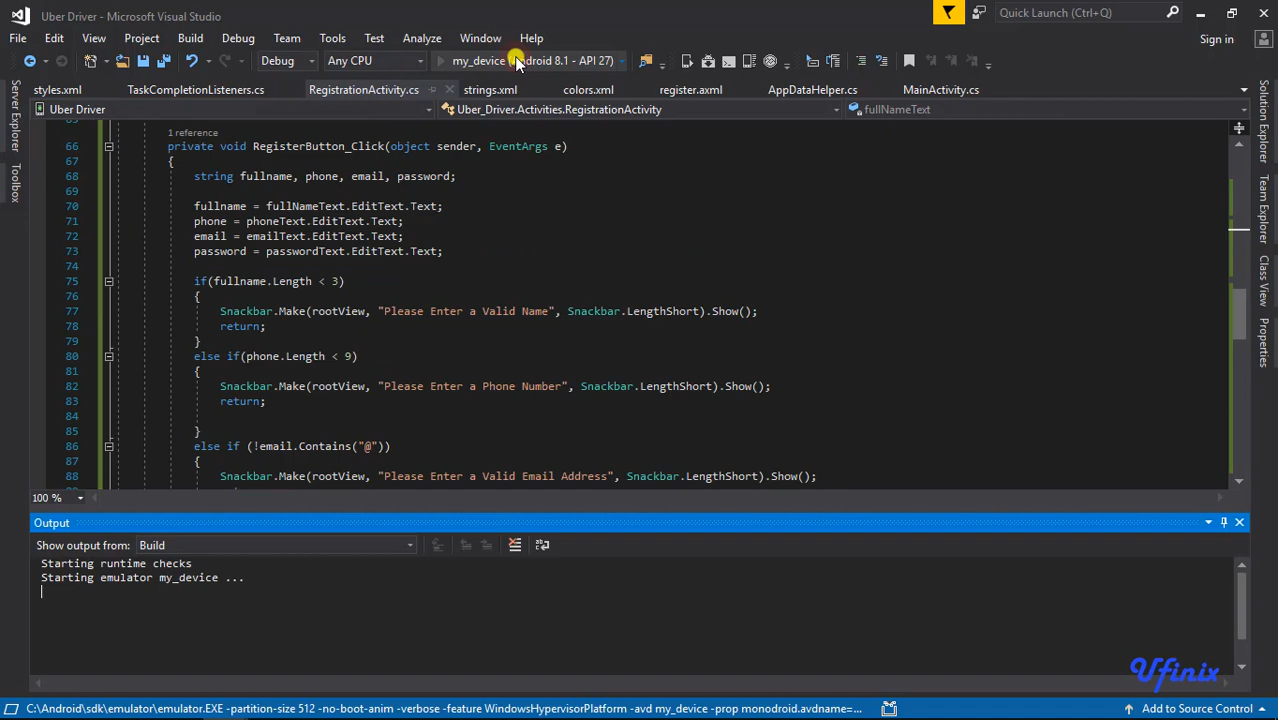 Uber Driver - Microsoft Visual Studio
Quick Launch (Ctrl+Q)
File Edit View Project Build Debug Team Tools Test Analyze Window Help
Sign in
Debug Any CPU my_device (Android 8.1 - API 27)
styles.xml TaskCompletionListeners.cs RegistrationActivity.cs strings.xml colors.xml register.axml AppDataHelper.cs MainActivity.cs
Uber Driver Uber_Driver.Activities.RegistrationActivity fullNameText
Server Explorer
Toolbox
Solution Explorer
Team Explorer
Class View
Properties
65
1 reference
66 private void RegisterButton_Click(object sender, EventArgs e)
67 {
68 string fullname, phone, email, password;
69
70 fullname = fullNameText.EditText.Text;
71 phone = phoneText.EditText.Text;
72 email = emailText.EditText.Text;
73 password = passwordText.EditText.Text;
74
75 if(fullname.Length < 3)
76 {
77 Snackbar.Make(rootView, "Please Enter a Valid Name", Snackbar.LengthShort).Show();
78 return;
79 }
80 else if(phone.Length < 9)
81 {
82 Snackbar.Make(rootView, "Please Enter a Phone Number", Snackbar.LengthShort).Show();
83 return;
84
85 }
86 else if (!email.Contains("@"))
87 {
88 Snackbar.Make(rootView, "Please Enter a Valid Email Address", Snackbar.LengthShort).Show();
100 %
Output
Show output from: Build
Starting runtime checks
Starting emulator my_device ...
Ufinix
C:\Android\sdk\emulator\emulator.EXE -partition-size 512 -no-boot-anim -verbose -feature WindowsHypervisorPlatform -avd my_device -prop monodroid.avdname=...
Add to Source Control